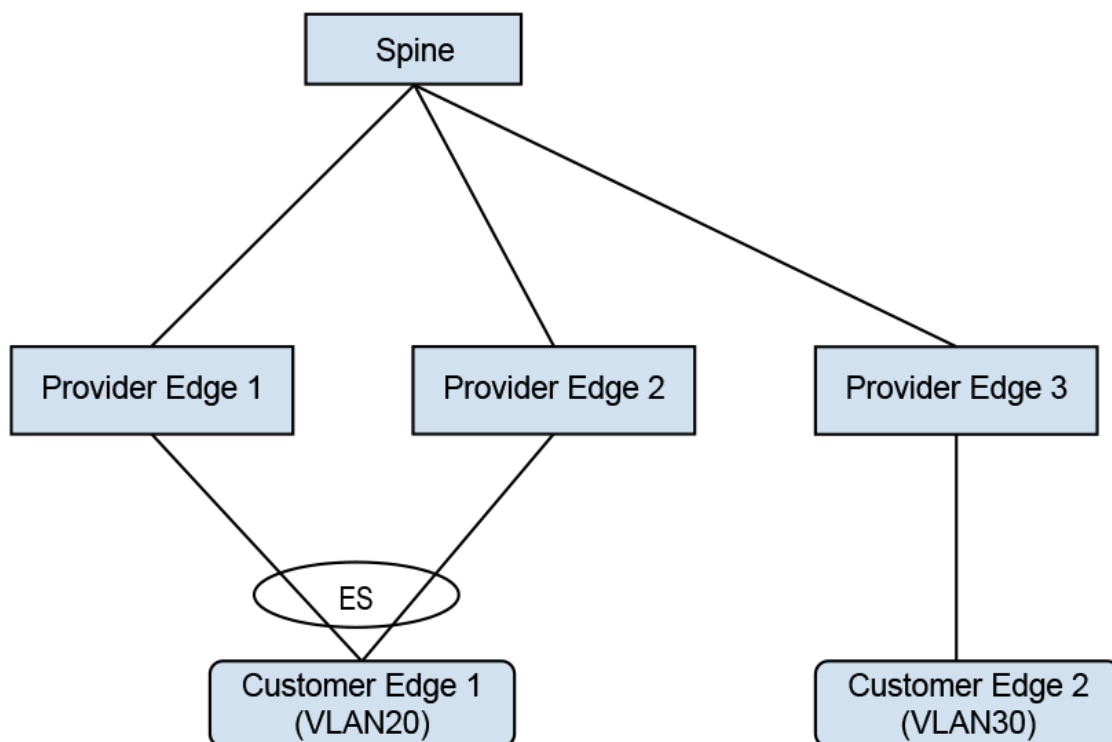 Spine
Provider Edge 1
Provider Edge 2
Provider Edge 3
ES
Customer Edge 1
(VLAN20)
Customer Edge 2
(VLAN30)